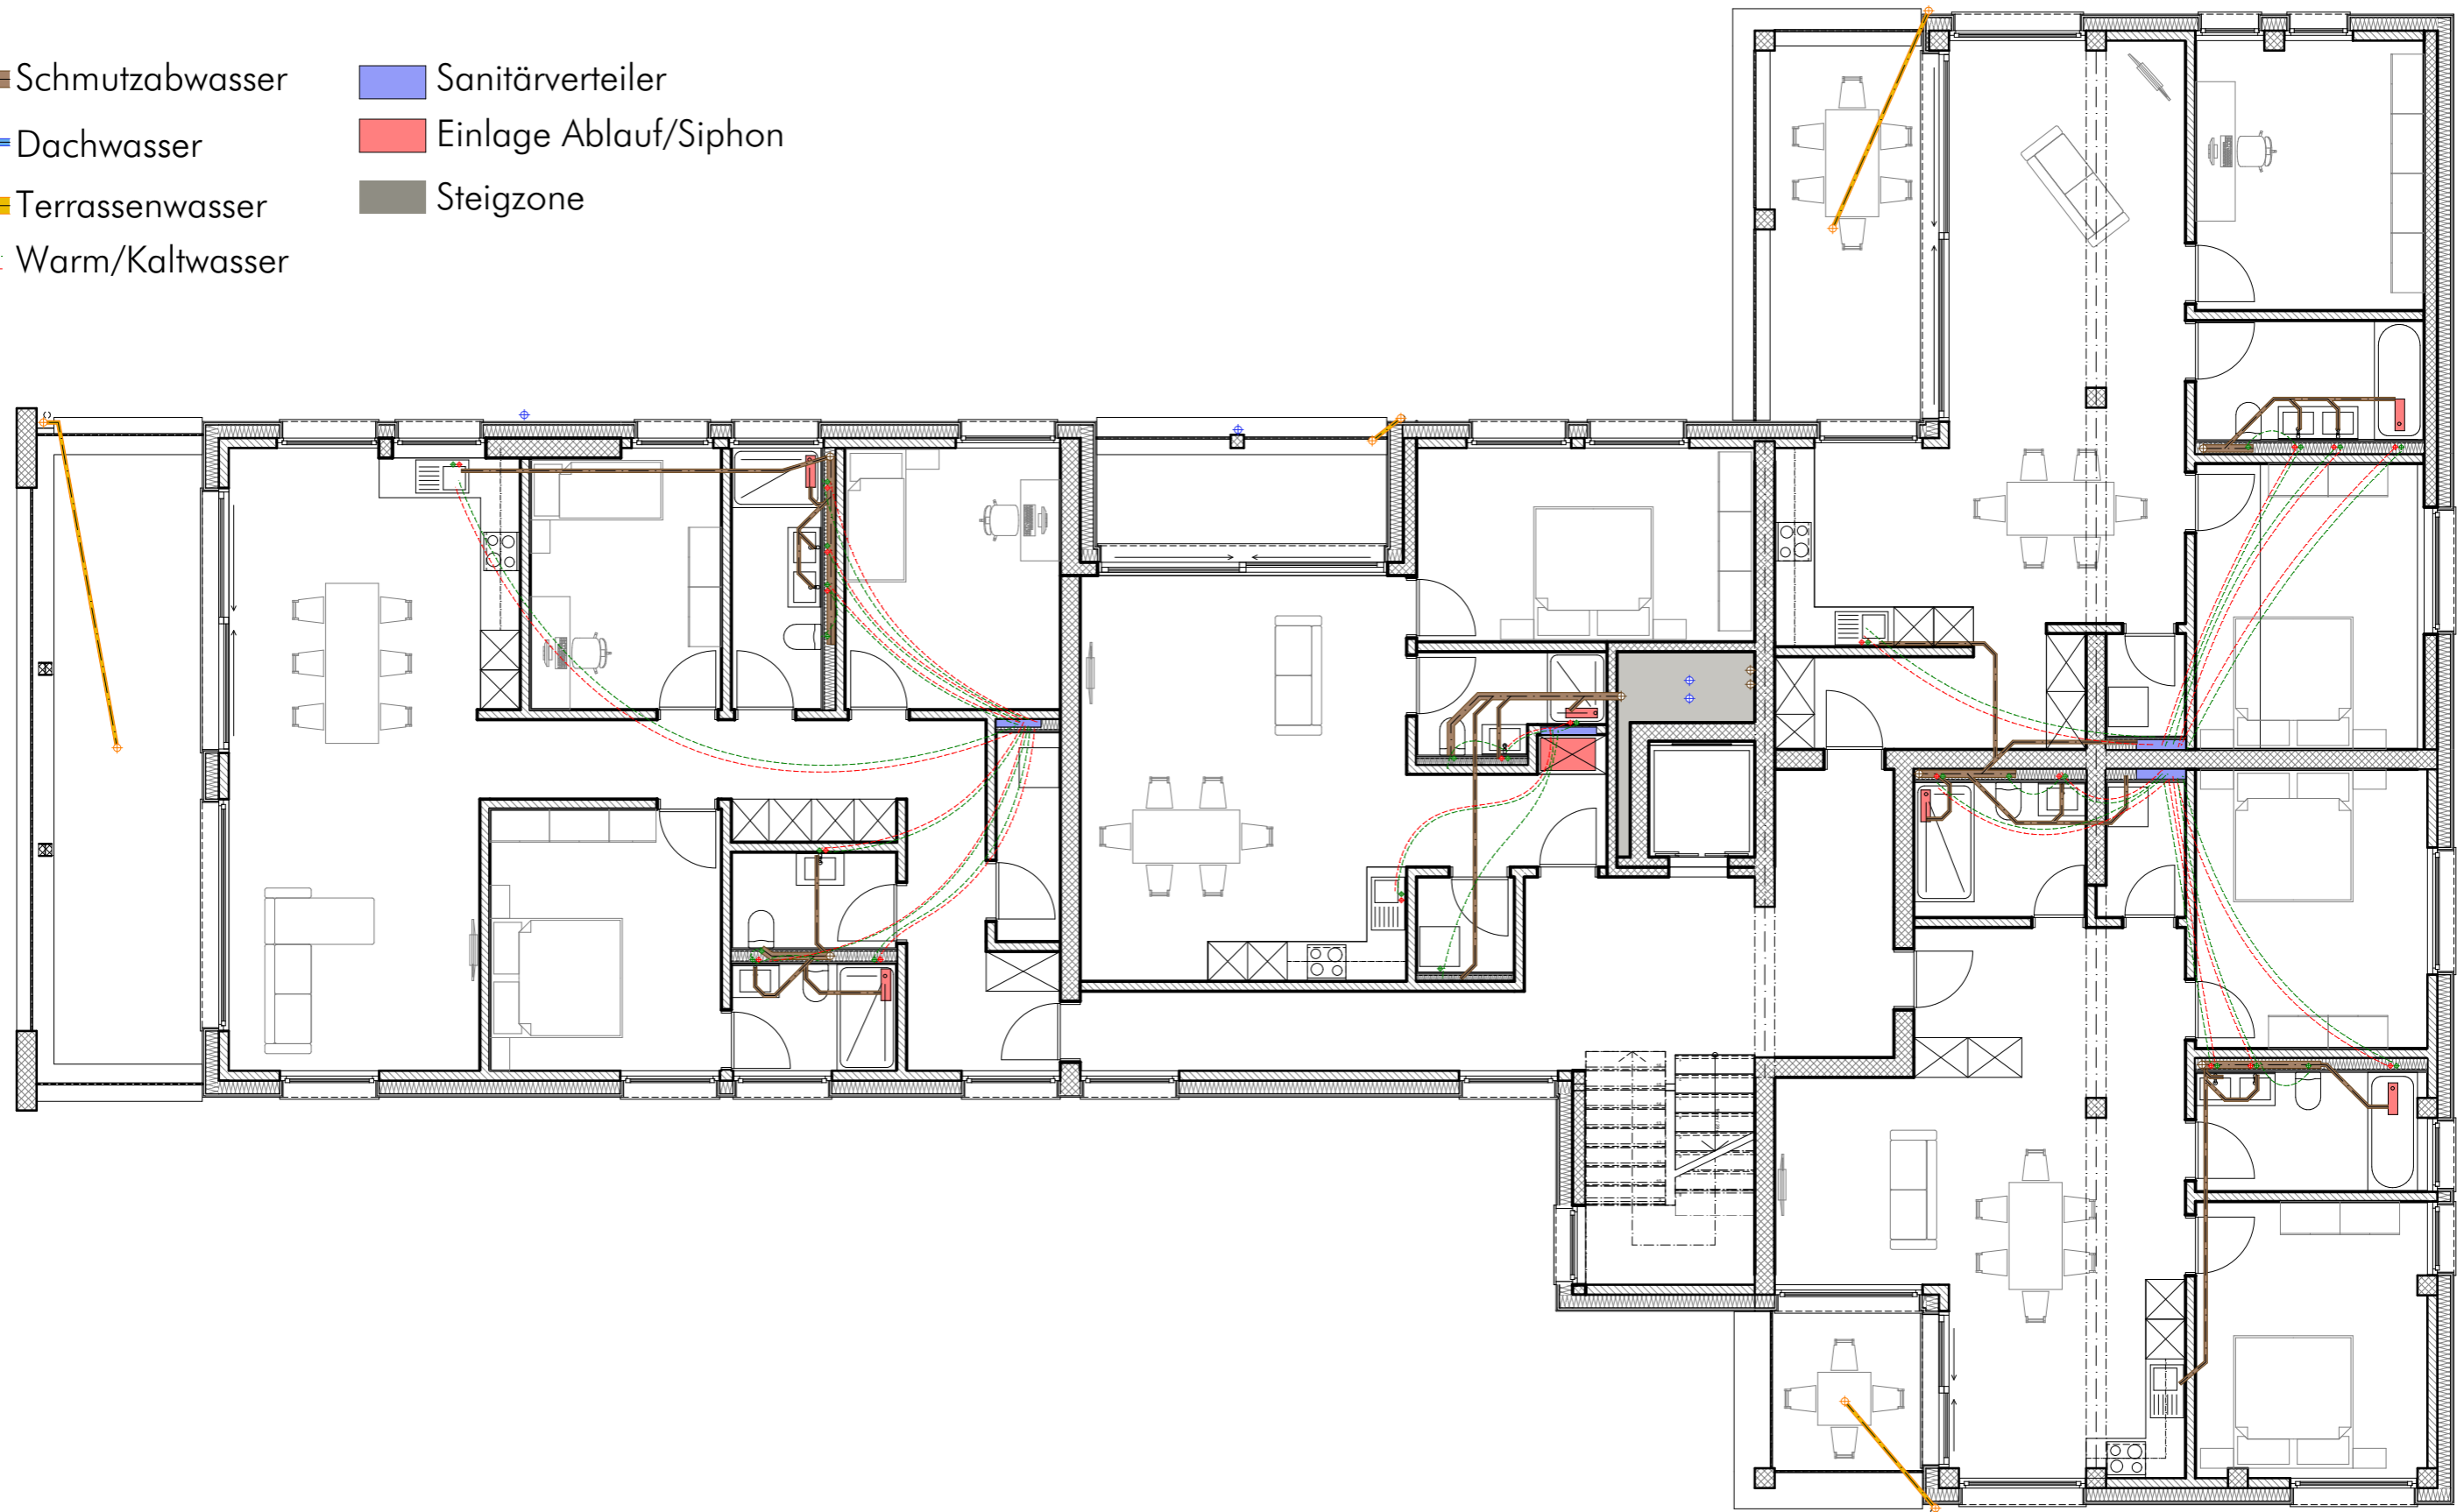 Schmutzabwasser
Dachwasser
Terrassenwasser
Warm/Kaltwasser
Sanitärverteiler
Einlage Ablauf/Siphon
Steigzone